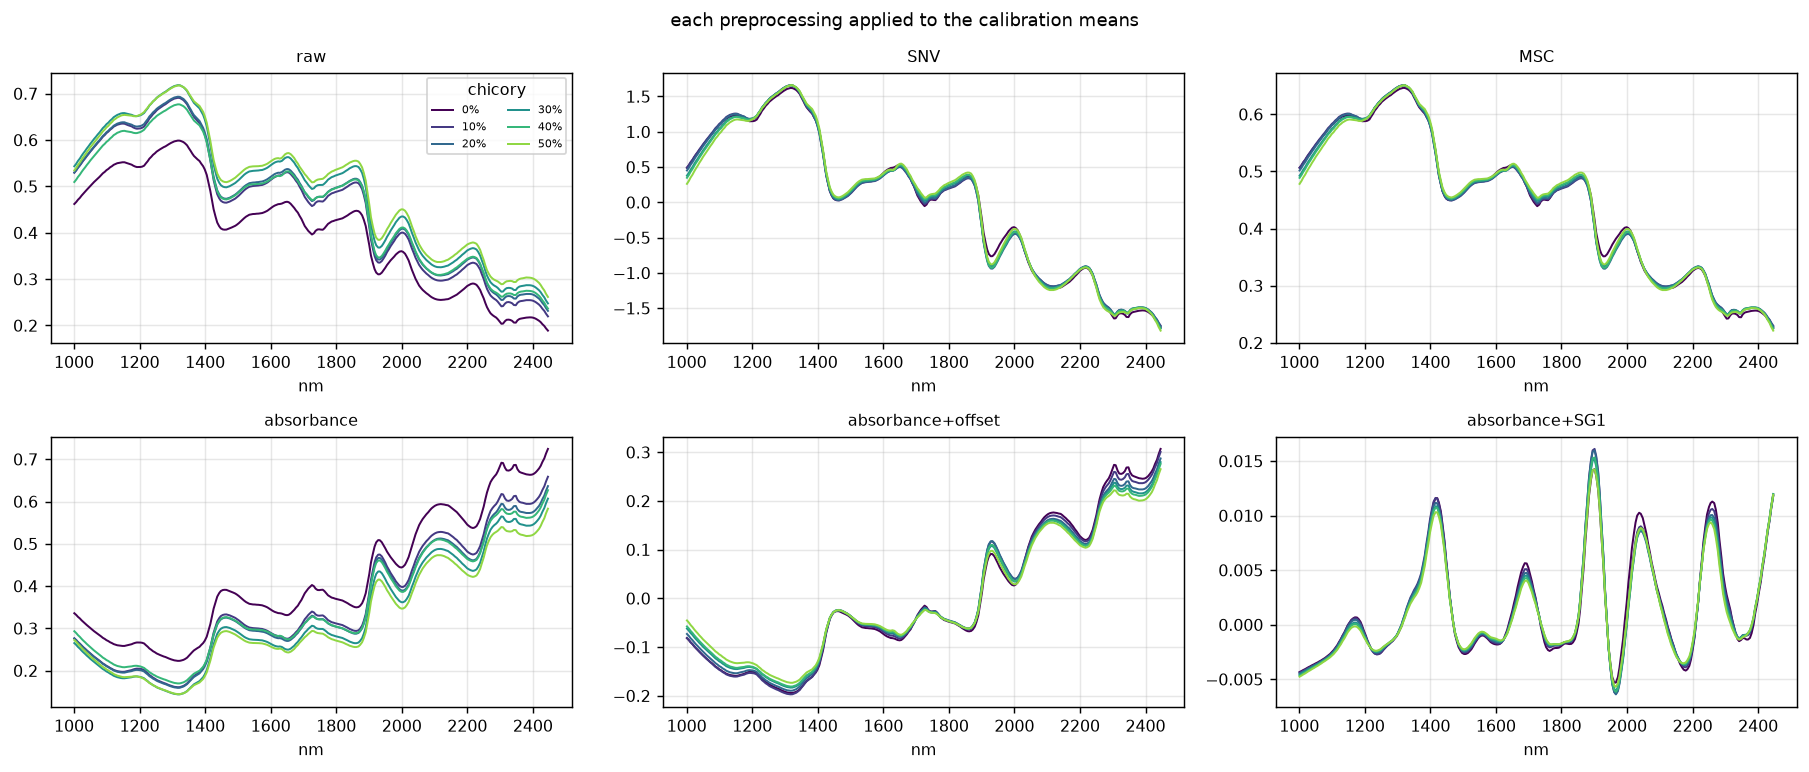 each preprocessing applied to the calibration means
raw
0.7
0.6
0.5
0.4
0.3
0.2
1000 1200 1400 1600 1800 2000 2200 2400
nm
chicory
0% 30%
10% 40%
20% 50%
SNV
1.5
1.0
0.5
0.0
−0.5
−1.0
−1.5
1000 1200 1400 1600 1800 2000 2200 2400
nm
MSC
0.6
0.5
0.4
0.3
0.2
1000 1200 1400 1600 1800 2000 2200 2400
nm
absorbance
0.7
0.6
0.5
0.4
0.3
0.2
1000 1200 1400 1600 1800 2000 2200 2400
nm
absorbance+offset
0.3
0.2
0.1
0.0
−0.1
−0.2
1000 1200 1400 1600 1800 2000 2200 2400
nm
absorbance+SG1
0.015
0.010
0.005
0.000
−0.005
1000 1200 1400 1600 1800 2000 2200 2400
nm